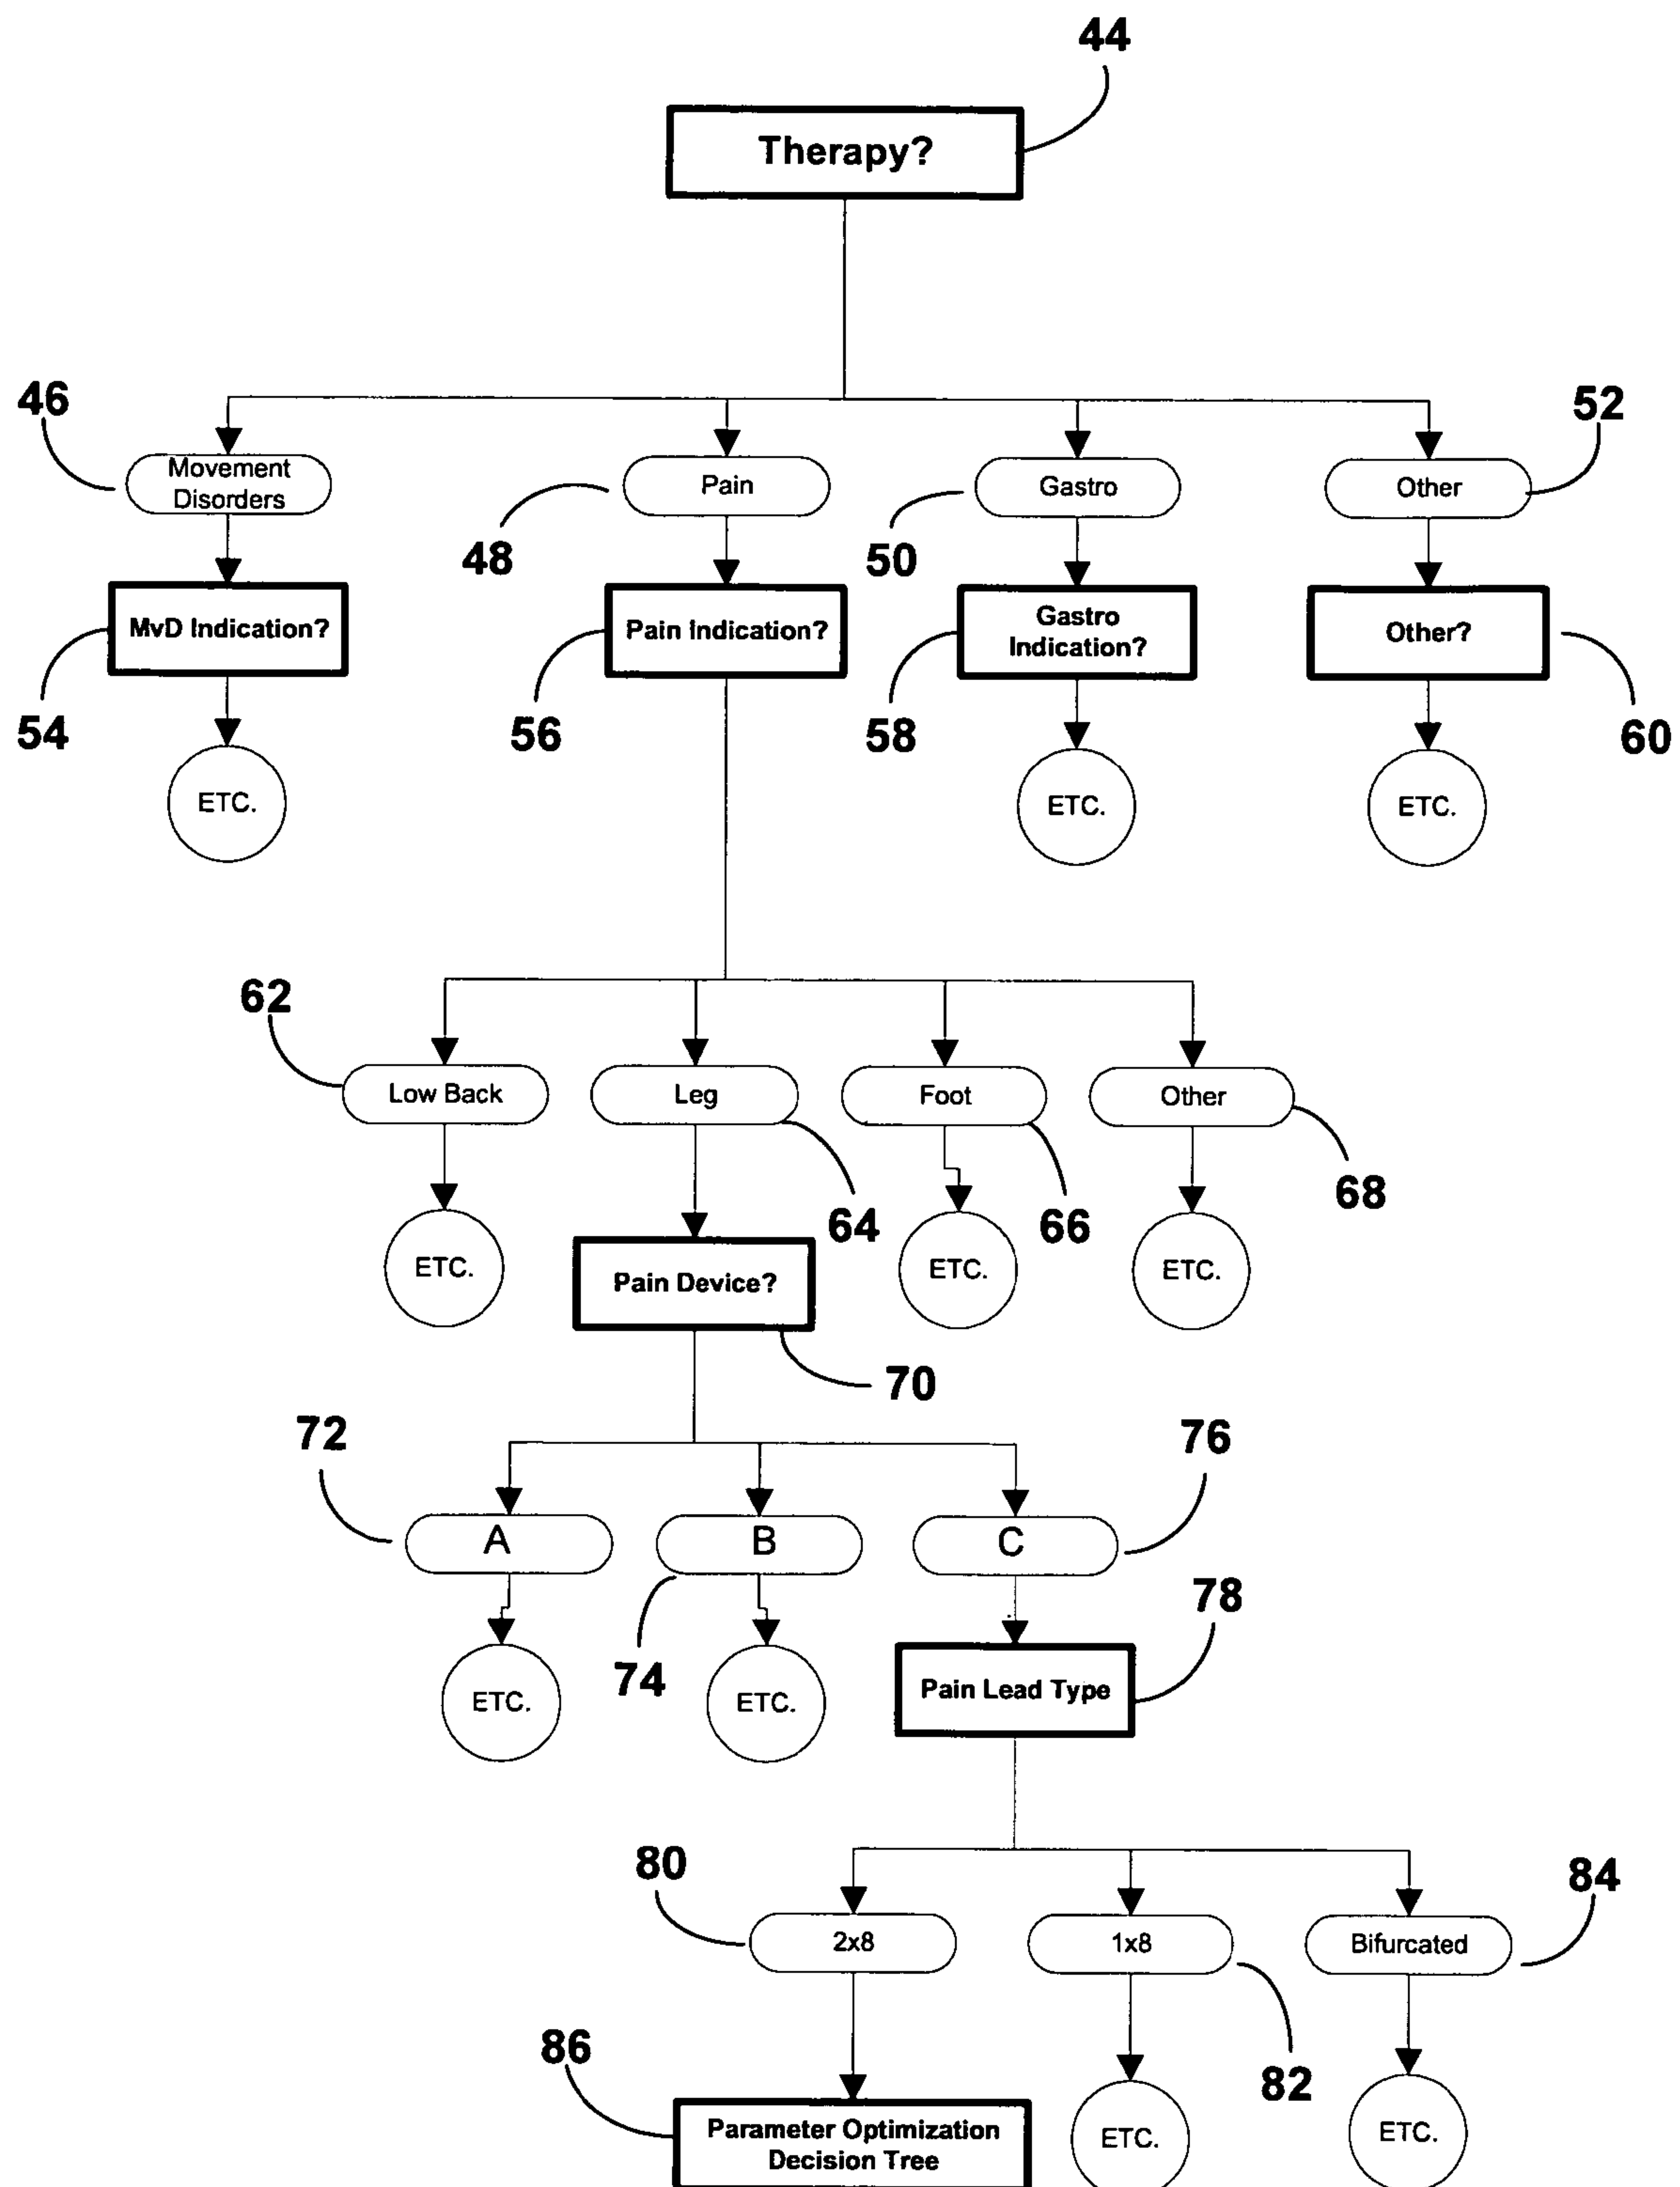 44
Therapy?
46
52
Movement
Disorders
Pain
Gastro
Other
48
50
MvD Indication?
Pain Indication?
Gastro
Indication?
Other?
54
56
58
60
ETC.
ETC.
ETC.
62
Low Back
Leg
Foot
Other
64
66
68
ETC.
Pain Device?
ETC.
ETC.
70
72
76
A
B
C
78
74
ETC.
ETC.
Pain Lead Type
80
84
2x8
1x8
Bifurcated
86
82
Parameter Optimization
Decision Tree
ETC.
ETC.